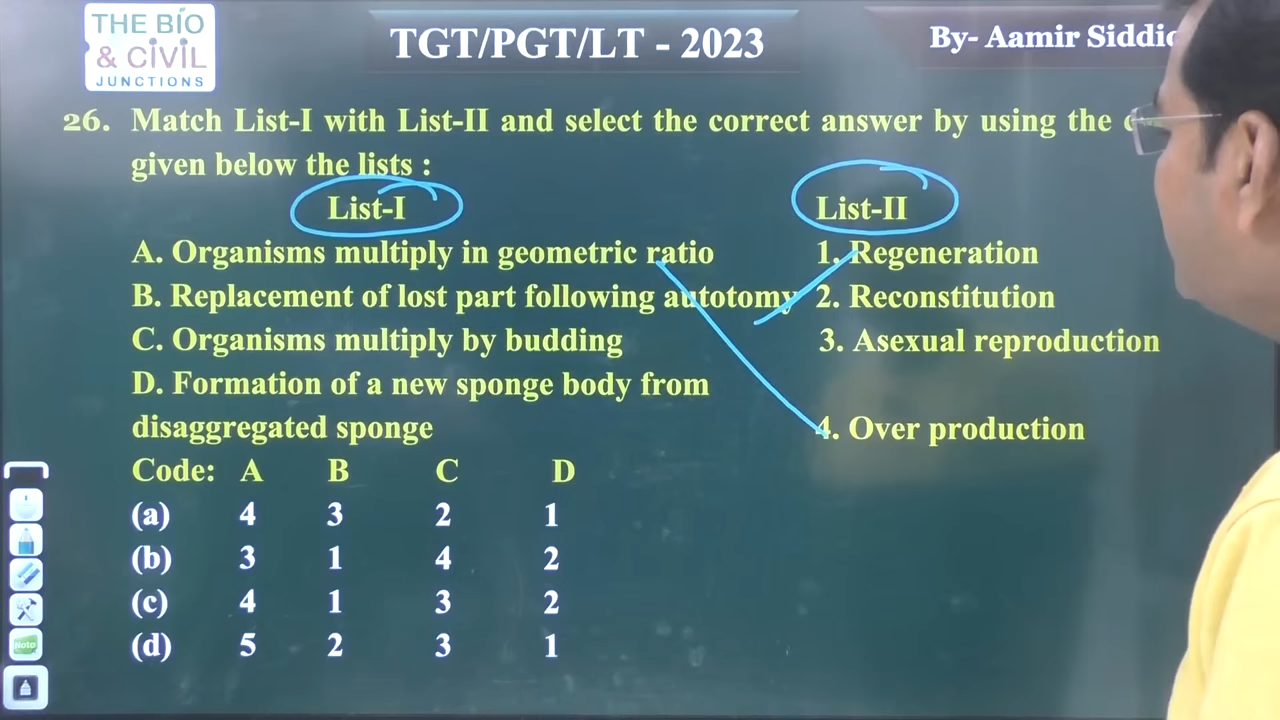 THE BIO
& CIVIL
JUNCTIONS
TGT/PGT/LT - 2023
By- Aamir
26. Match List-I with List-II and select the correct answer by using the
given below the lists :
List-I List-II
A. Organisms multiply in geometric ratio 1. Regeneration
B. Replacement of lost part following autotomy 2. Reconstitution
C. Organisms multiply by budding 3. Asexual reproduction
D. Formation of a new sponge body from
disaggregated sponge 4. Over production
Code: A B C D
(a) 4 3 2 1
(b) 3 1 4 2
(c) 4 1 3 2
(d) 5 2 3 1
Note